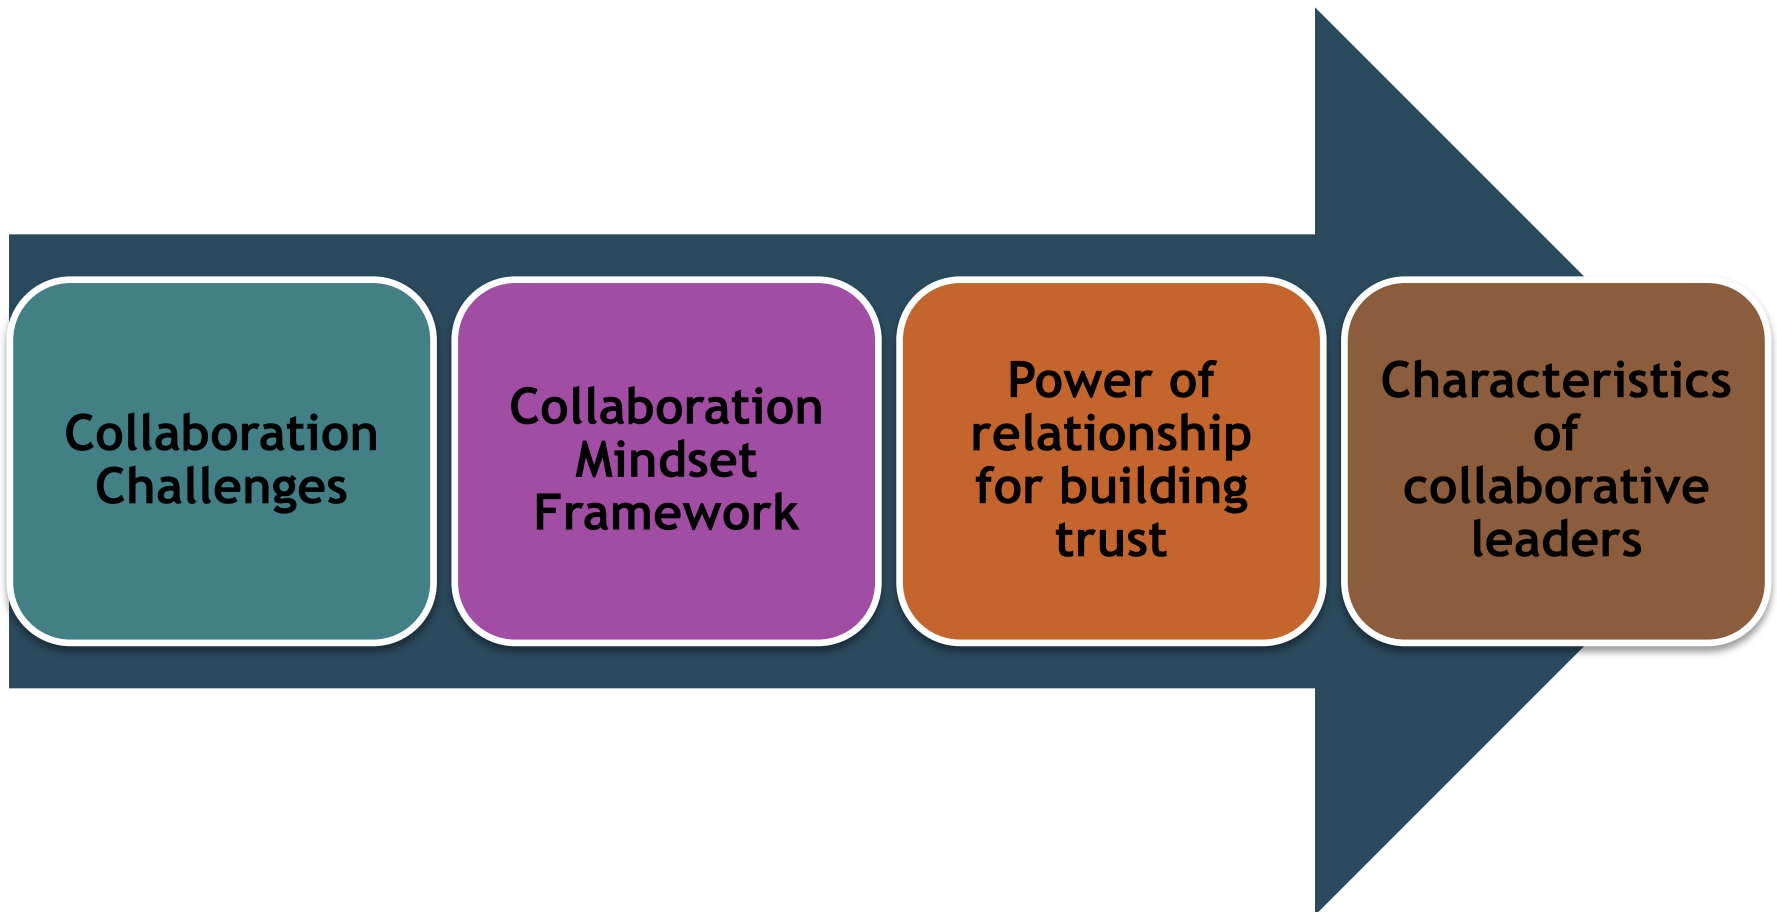 Collaboration
Challenges
Collaboration
Mindset
Framework
Power of
relationship
for building
trust
Characteristics
of
collaborative
leaders